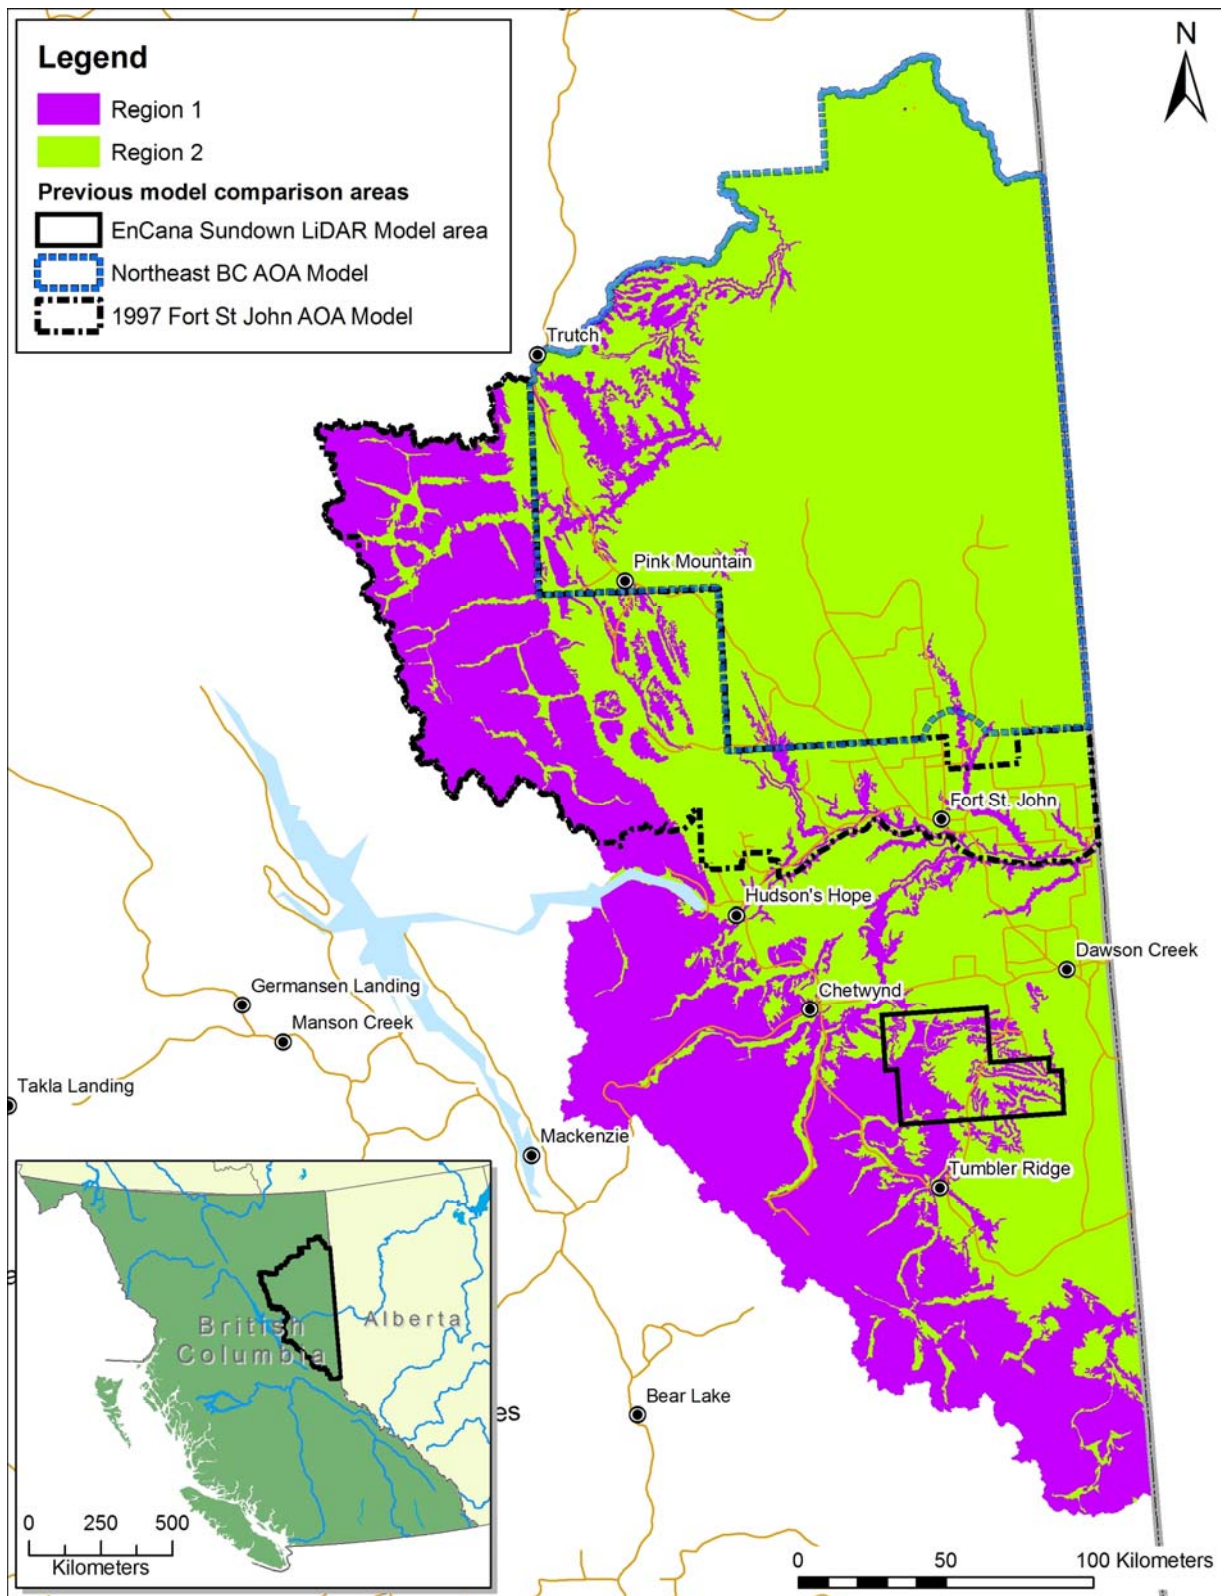 Legend
Region 1
Region 2
Previous model comparison areas
EnCana Sundown LiDAR Model area
Northeast BC AOA Model
1997 Fort St John AOA Model
N
Trutch
Pink Mountain
Fort St. John
Hudson's Hope
Dawson Creek
Chetwynd
Germansen Landing
Manson Creek
Takla Landing
Mackenzie
Tumbler Ridge
Bear Lake
British
Columbia
Alberta
0 250 500
Kilometers
0 50 100 Kilometers